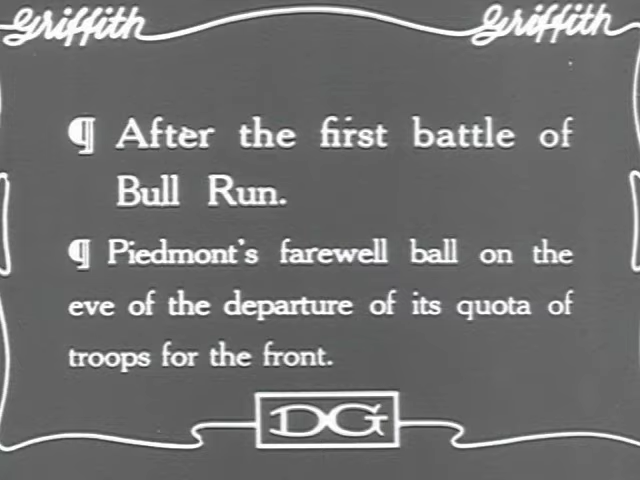 Griffith Griffith
¶ After the first battle of
Bull Run.
¶ Piedmont's farewell ball on the
eve of the departure of its quota of
troops for the front.
DG